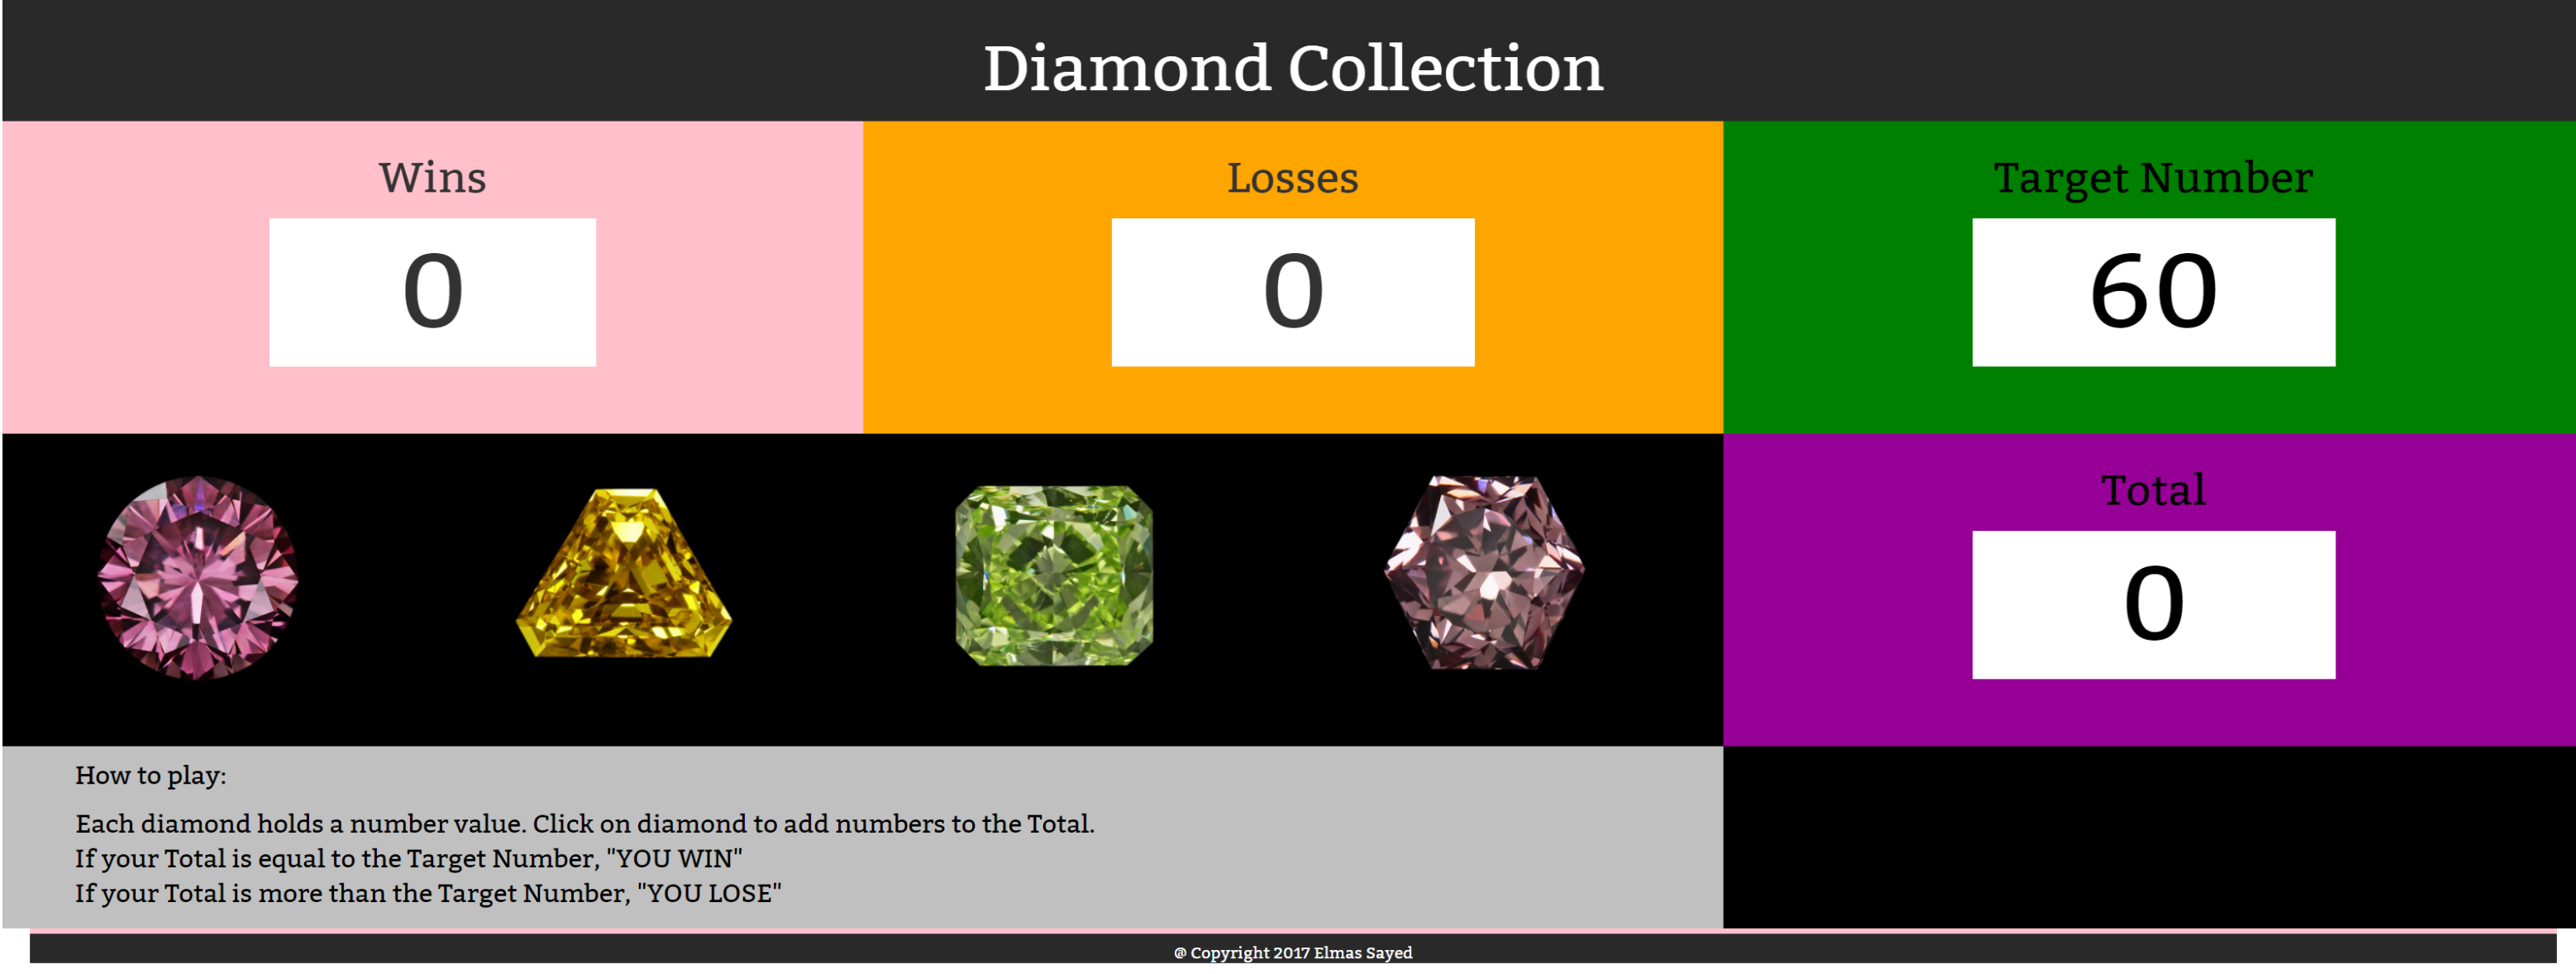 Diamond Collection
Wins
Losses
Target Number
0
0
60
Total
0
How to play:
Each diamond holds a number value. Click on diamond to add numbers to the Total.
If your Total is equal to the Target Number, "YOU WIN"
If your Total is more than the Target Number, "YOU LOSE"
@ Copyright 2017 Elmas Sayed